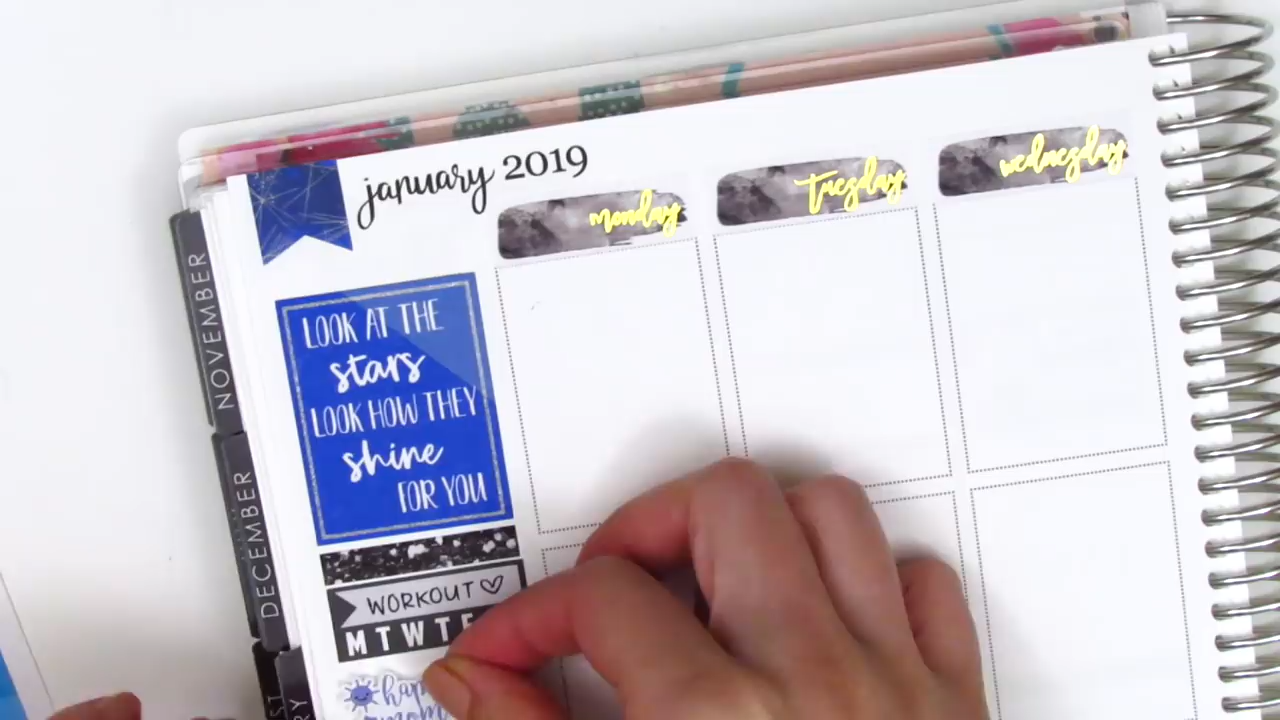 january 2019
monday
tuesday
wednesday
LOOK AT THE
stars
LOOK HOW THEY
shine
FOR YOU
WORKOUT
M T W T
NOVEMBER
DECEMBER